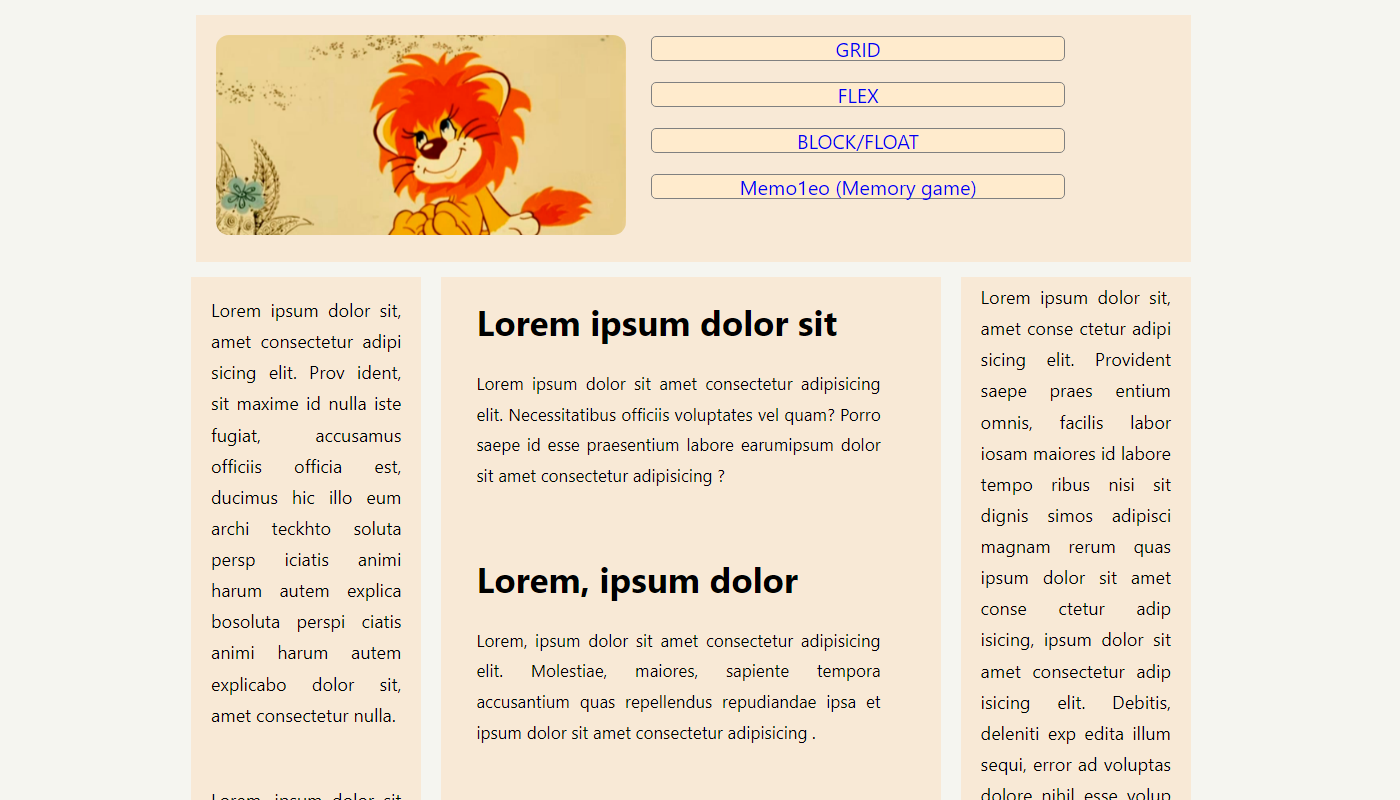 GRID
FLEX
BLOCK/FLOAT
Memo1eo (Memory game)
Lorem ipsum dolor sit,
amet consectetur adipi
sicing elit. Prov ident,
sit maxime id nulla iste
fugiat, accusamus
officiis officia est,
ducimus hic illo eum
archi teckhto soluta
persp iciatis animi
harum autem explica
bosoluta perspi ciatis
animi harum autem
explicabo dolor sit,
amet consectetur nulla.
Lorem, ipsum dolor sit
Lorem ipsum dolor sit
Lorem ipsum dolor sit amet consectetur adipisicing
elit. Necessitatibus officiis voluptates vel quam? Porro
saepe id esse praesentium labore earumipsum dolor
sit amet consectetur adipisicing ?
Lorem, ipsum dolor
Lorem, ipsum dolor sit amet consectetur adipisicing
elit. Molestiae, maiores, sapiente tempora
accusantium quas repellendus repudiandae ipsa et
ipsum dolor sit amet consectetur adipisicing .
Lorem ipsum dolor sit,
amet conse ctetur adipi
sicing elit. Provident
saepe praes entium
omnis, facilis labor
iosam maiores id labore
tempo ribus nisi sit
dignis simos adipisci
magnam rerum quas
ipsum dolor sit amet
conse ctetur adip
isicing, ipsum dolor sit
amet consectetur adip
isicing elit. Debitis,
deleniti exp edita illum
sequi, error ad voluptas
dolore nihil esse volup